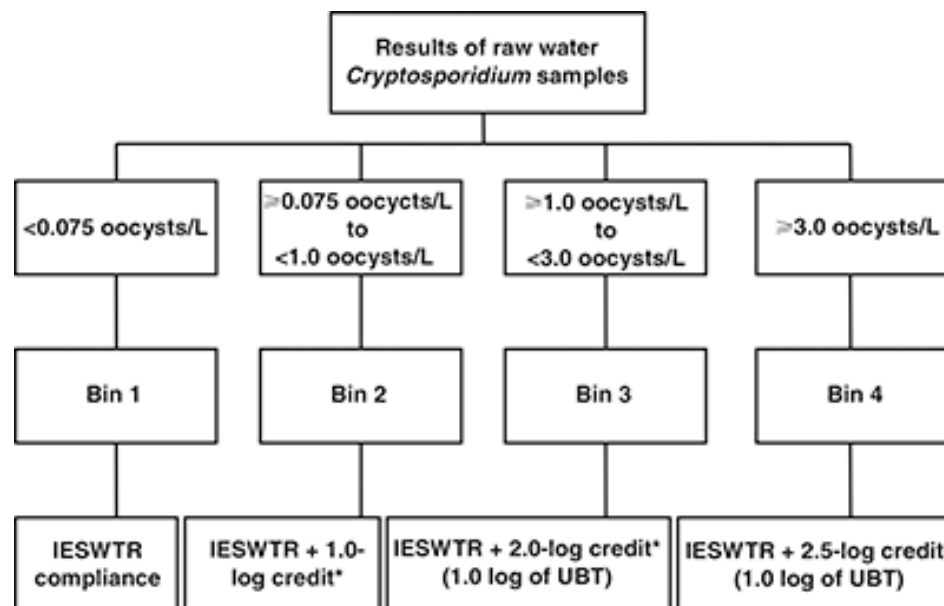 Results of raw water
Cryptosporidium samples
<0.075 oocysts/L
≥0.075 oocycts/L
to
<1.0 oocysts/L
≥1.0 oocysts/L
to
<3.0 oocysts/L
≥3.0 oocysts/L
Bin 1
Bin 2
Bin 3
Bin 4
IESWTR
compliance
IESWTR + 1.0-
log credit*
IESWTR + 2.0-log credit*
(1.0 log of UBT)
IESWTR + 2.5-log credit
(1.0 log of UBT)